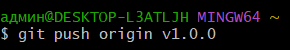 админ@DESKTOP-L3ATLJH MINGW64 ~
$ git push origin v1.0.0